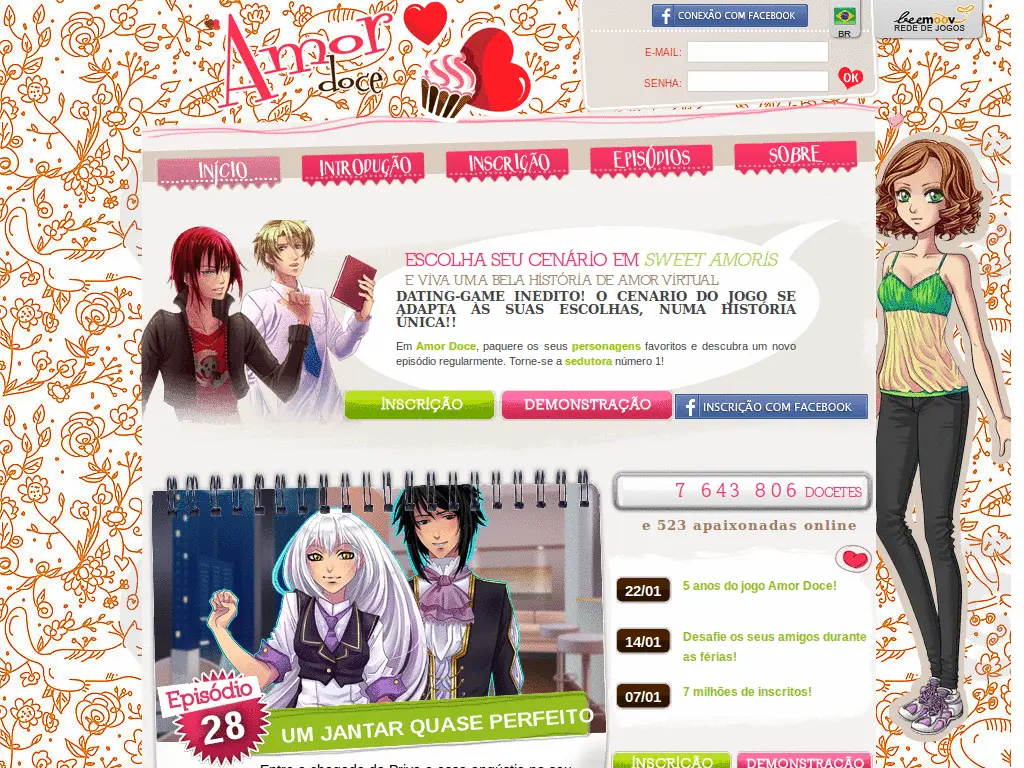 CONEXÃO COM FACEBOOK
BR
beemoov
REDE DE JOGOS
Amor
doce
E-MAIL:
SENHA:
OK
INÍCIO
INTRODUÇÃO
INSCRIÇÃO
EPISÓDIOS
SOBRE
ESCOLHA SEU CENÁRIO EM SWEET AMORIS
E VIVA UMA BELA HISTÓRIA DE AMOR VIRTUAL
DATING-GAME INEDITO! O CENARIO DO JOGO SE
ADAPTA ÀS SUAS ESCOLHAS, NUMA HISTÓRIA
ÚNICA!!
Em Amor Doce, paquere os seus personagens favoritos e descubra um novo
episódio regularmente. Torne-se a sedutora número 1!
INSCRIÇÃO
DEMONSTRAÇÃO
INSCRIÇÃO COM FACEBOOK
7 643 806 DOCETES
e 523 apaixonadas online
22/01
5 anos do jogo Amor Doce!
14/01
Desafie os seus amigos durante
as férias!
07/01
7 milhões de inscritos!
Episódio
28
UM JANTAR QUASE PERFEITO
INSCRIÇÃO
DEMONSTRAÇÃO